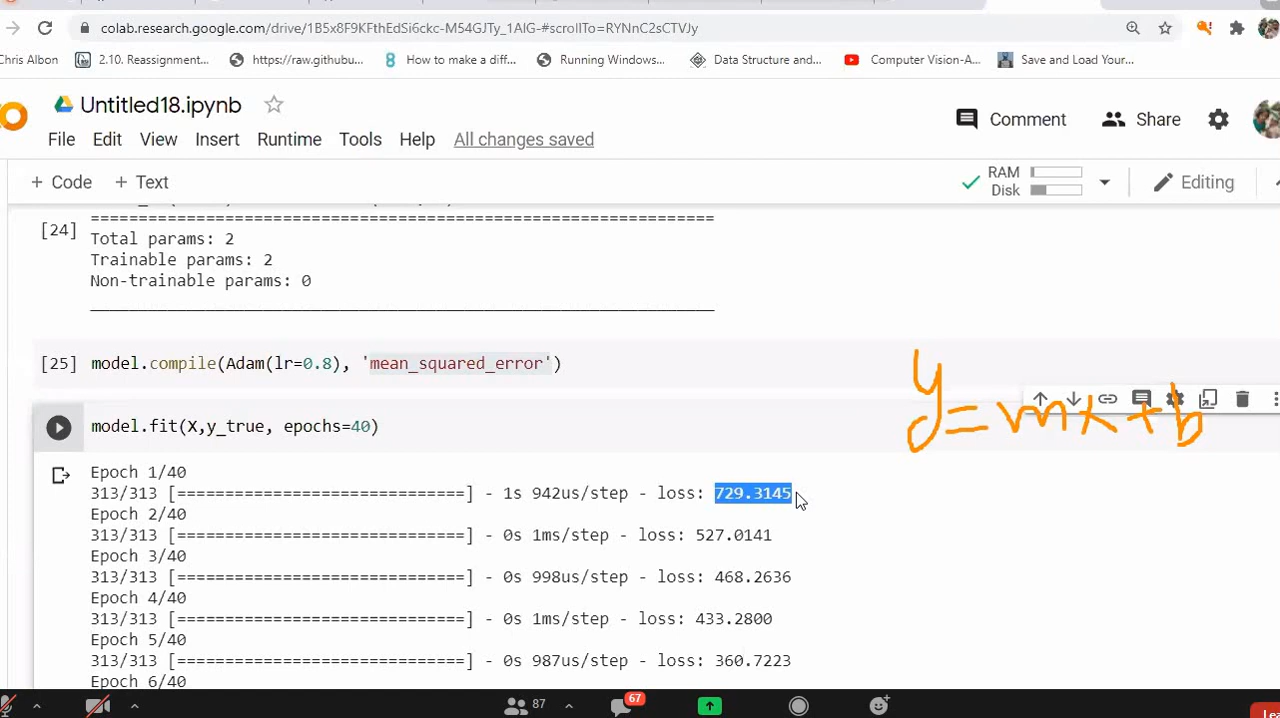 colab.research.google.com/drive/1B5x8F9KFthEdSi6ckc-M54GJTy_1AlG-#scrollTo=RYNnC2sCTVJy
Chris Albon 2.10. Reassignment... https://raw.githubu... How to make a diff... Running Windows... Data Structure and... Computer Vision-A... Save and Load Your...
Untitled18.ipynb
File Edit View Insert Runtime Tools Help All changes saved
Comment Share
+ Code + Text
RAM
Disk
Editing
[24]
Total params: 2
Trainable params: 2
Non-trainable params: 0
[25] model.compile(Adam(lr=0.8), 'mean_squared_error')
y=mx+b
model.fit(X,y_true, epochs=40)
Epoch 1/40
313/313 [==============================] - 1s 942us/step - loss: 729.3145
Epoch 2/40
313/313 [==============================] - 0s 1ms/step - loss: 527.0141
Epoch 3/40
313/313 [==============================] - 0s 998us/step - loss: 468.2636
Epoch 4/40
313/313 [==============================] - 0s 1ms/step - loss: 433.2800
Epoch 5/40
313/313 [==============================] - 0s 987us/step - loss: 360.7223
Epoch 6/40
87
67